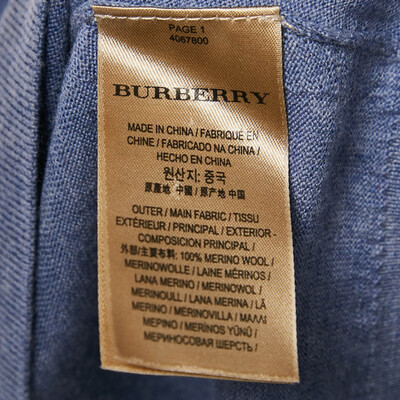 PAGE 1
4067800
BURBERRY
MADE IN CHINA / FABRIQUE EN
CHINE / FABRICADO NA CHINA /
HECHO EN CHINA
원산지: 중국
原產地: 中國 / 原产地: 中国
OUTER / MAIN FABRIC / TISSU
EXTÉRIEUR / PRINCIPAL / EXTERIOR -
COMPOSICIÓN PRINCIPAL /
外部/主要布料: 100% MERINO WOOL /
MERINOWOLLE / LAINE MÉRINOS /
LANA MERINO / MERINOWOL /
MERINOULL / LANA MERINA / LÃ
MERINO / MERINOVILLA / ΜΑΛΛΙ
ΜΕΡΙΝΟ / MERİNOS YÜNÜ /
МЕРИНОСОВАЯ ШЕРСТЬ /